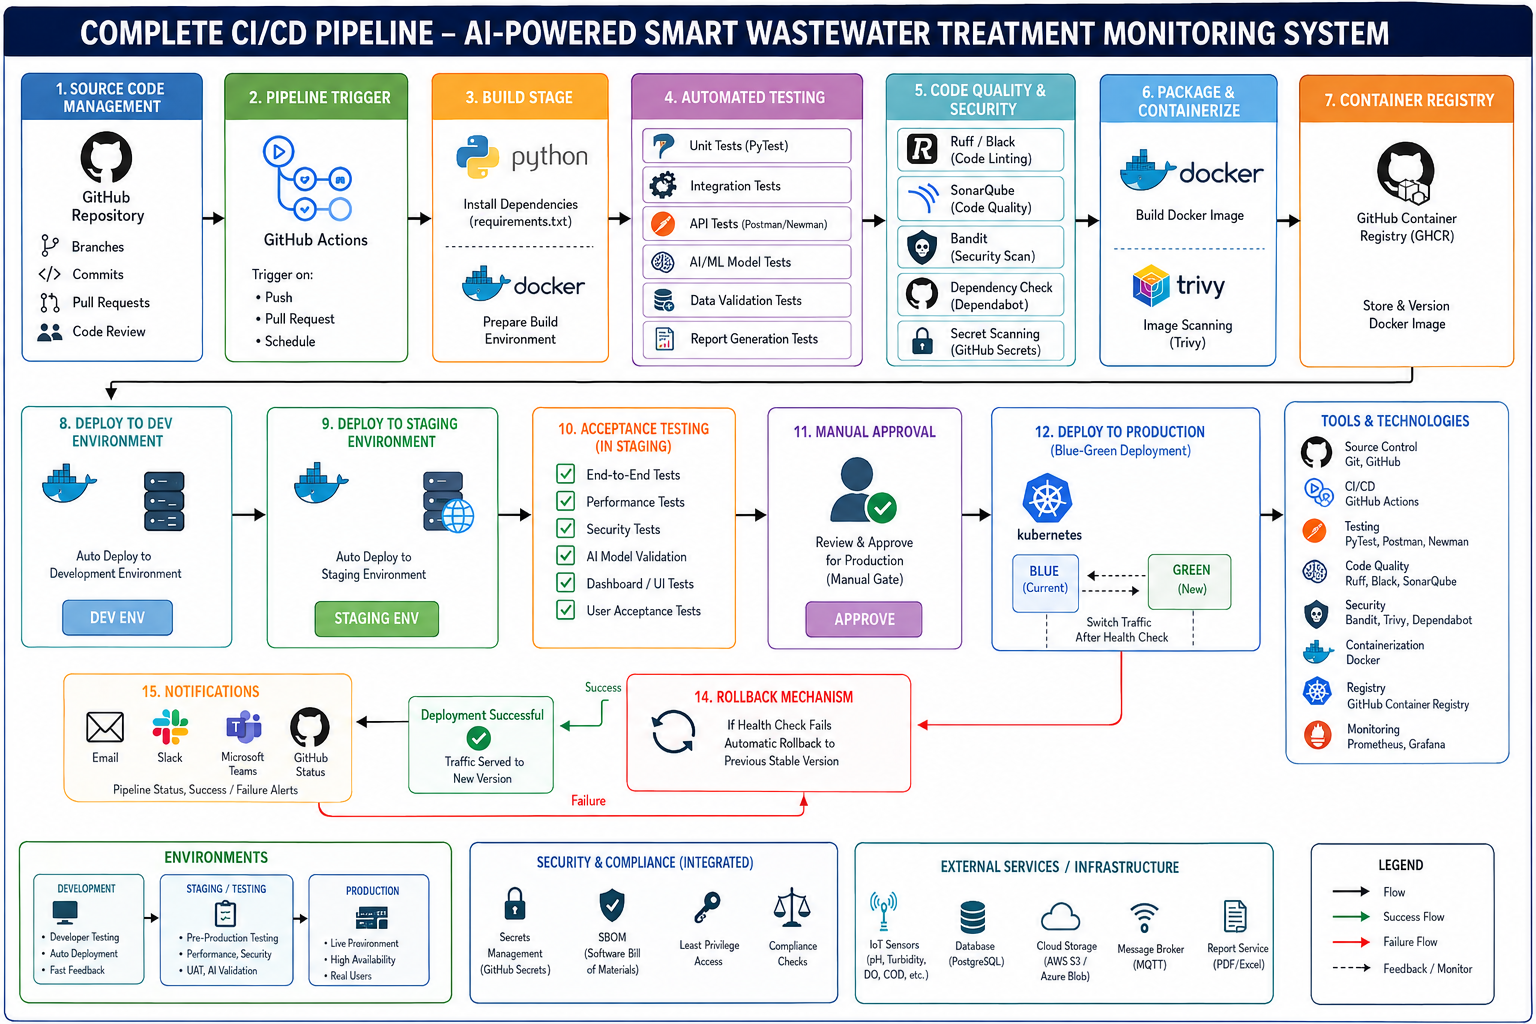 COMPLETE CI/CD PIPELINE – AI-POWERED SMART WASTEWATER TREATMENT MONITORING SYSTEM
1. SOURCE CODE
MANAGEMENT
GitHub
Repository
Branches
Commits
Pull Requests
Code Review
2. PIPELINE TRIGGER
GitHub Actions
Trigger on:
• Push
• Pull Request
• Schedule
3. BUILD STAGE
python
Install Dependencies
(requirements.txt)
docker
Prepare Build
Environment
4. AUTOMATED TESTING
Unit Tests (PyTest)
Integration Tests
API Tests (Postman/Newman)
AI/ML Model Tests
Data Validation Tests
Report Generation Tests
5. CODE QUALITY &
SECURITY
R
Ruff / Black
(Code Linting)
SonarQube
(Code Quality)
Bandit
(Security Scan)
Dependency Check
(Dependabot)
Secret Scanning
(GitHub Secrets)
6. PACKAGE &
CONTAINERIZE
docker
Build Docker Image
trivy
Image Scanning
(Trivy)
7. CONTAINER REGISTRY
GitHub Container
Registry (GHCR)
Store & Version
Docker Image
8. DEPLOY TO DEV
ENVIRONMENT
Auto Deploy to
Development Environment
DEV ENV
9. DEPLOY TO STAGING
ENVIRONMENT
Auto Deploy to
Staging Environment
STAGING ENV
10. ACCEPTANCE TESTING
(IN STAGING)
End-to-End Tests
Performance Tests
Security Tests
AI Model Validation
Dashboard / UI Tests
User Acceptance Tests
11. MANUAL APPROVAL
Review & Approve
for Production
(Manual Gate)
APPROVE
12. DEPLOY TO PRODUCTION
(Blue-Green Deployment)
kubernetes
BLUE
(Current)
GREEN
(New)
Switch Traffic
After Health Check
TOOLS & TECHNOLOGIES
Source Control
Git, GitHub
CI/CD
GitHub Actions
Testing
PyTest, Postman, Newman
Code Quality
Ruff, Black, SonarQube
Security
Bandit, Trivy, Dependabot
Containerization
Docker
Registry
GitHub Container Registry
Monitoring
Prometheus, Grafana
15. NOTIFICATIONS
Email
Slack
Microsoft
Teams
GitHub
Status
Pipeline Status, Success / Failure Alerts
Deployment Successful
Traffic Served to
New Version
Success
14. ROLLBACK MECHANISM
If Health Check Fails
Automatic Rollback to
Previous Stable Version
Failure
ENVIRONMENTS
DEVELOPMENT
• Developer Testing
• Auto Deployment
• Fast Feedback
STAGING / TESTING
• Pre-Production Testing
• Performance, Security
• UAT, AI Validation
PRODUCTION
• Live Previronment
• High Availability
• Real Users
SECURITY & COMPLIANCE (INTEGRATED)
Secrets
Management
(GitHub Secrets)
SBOM
(Software Bill
of Materials)
Least Privilege
Access
Compliance
Checks
EXTERNAL SERVICES / INFRASTRUCTURE
IoT Sensors
(pH, Turbidity,
DO, COD, etc.)
Database
(PostgreSQL)
Cloud Storage
(AWS S3 /
Azure Blob)
Message Broker
(MQTT)
Report Service
(PDF/Excel)
LEGEND
Flow
Success Flow
Failure Flow
Feedback / Monitor